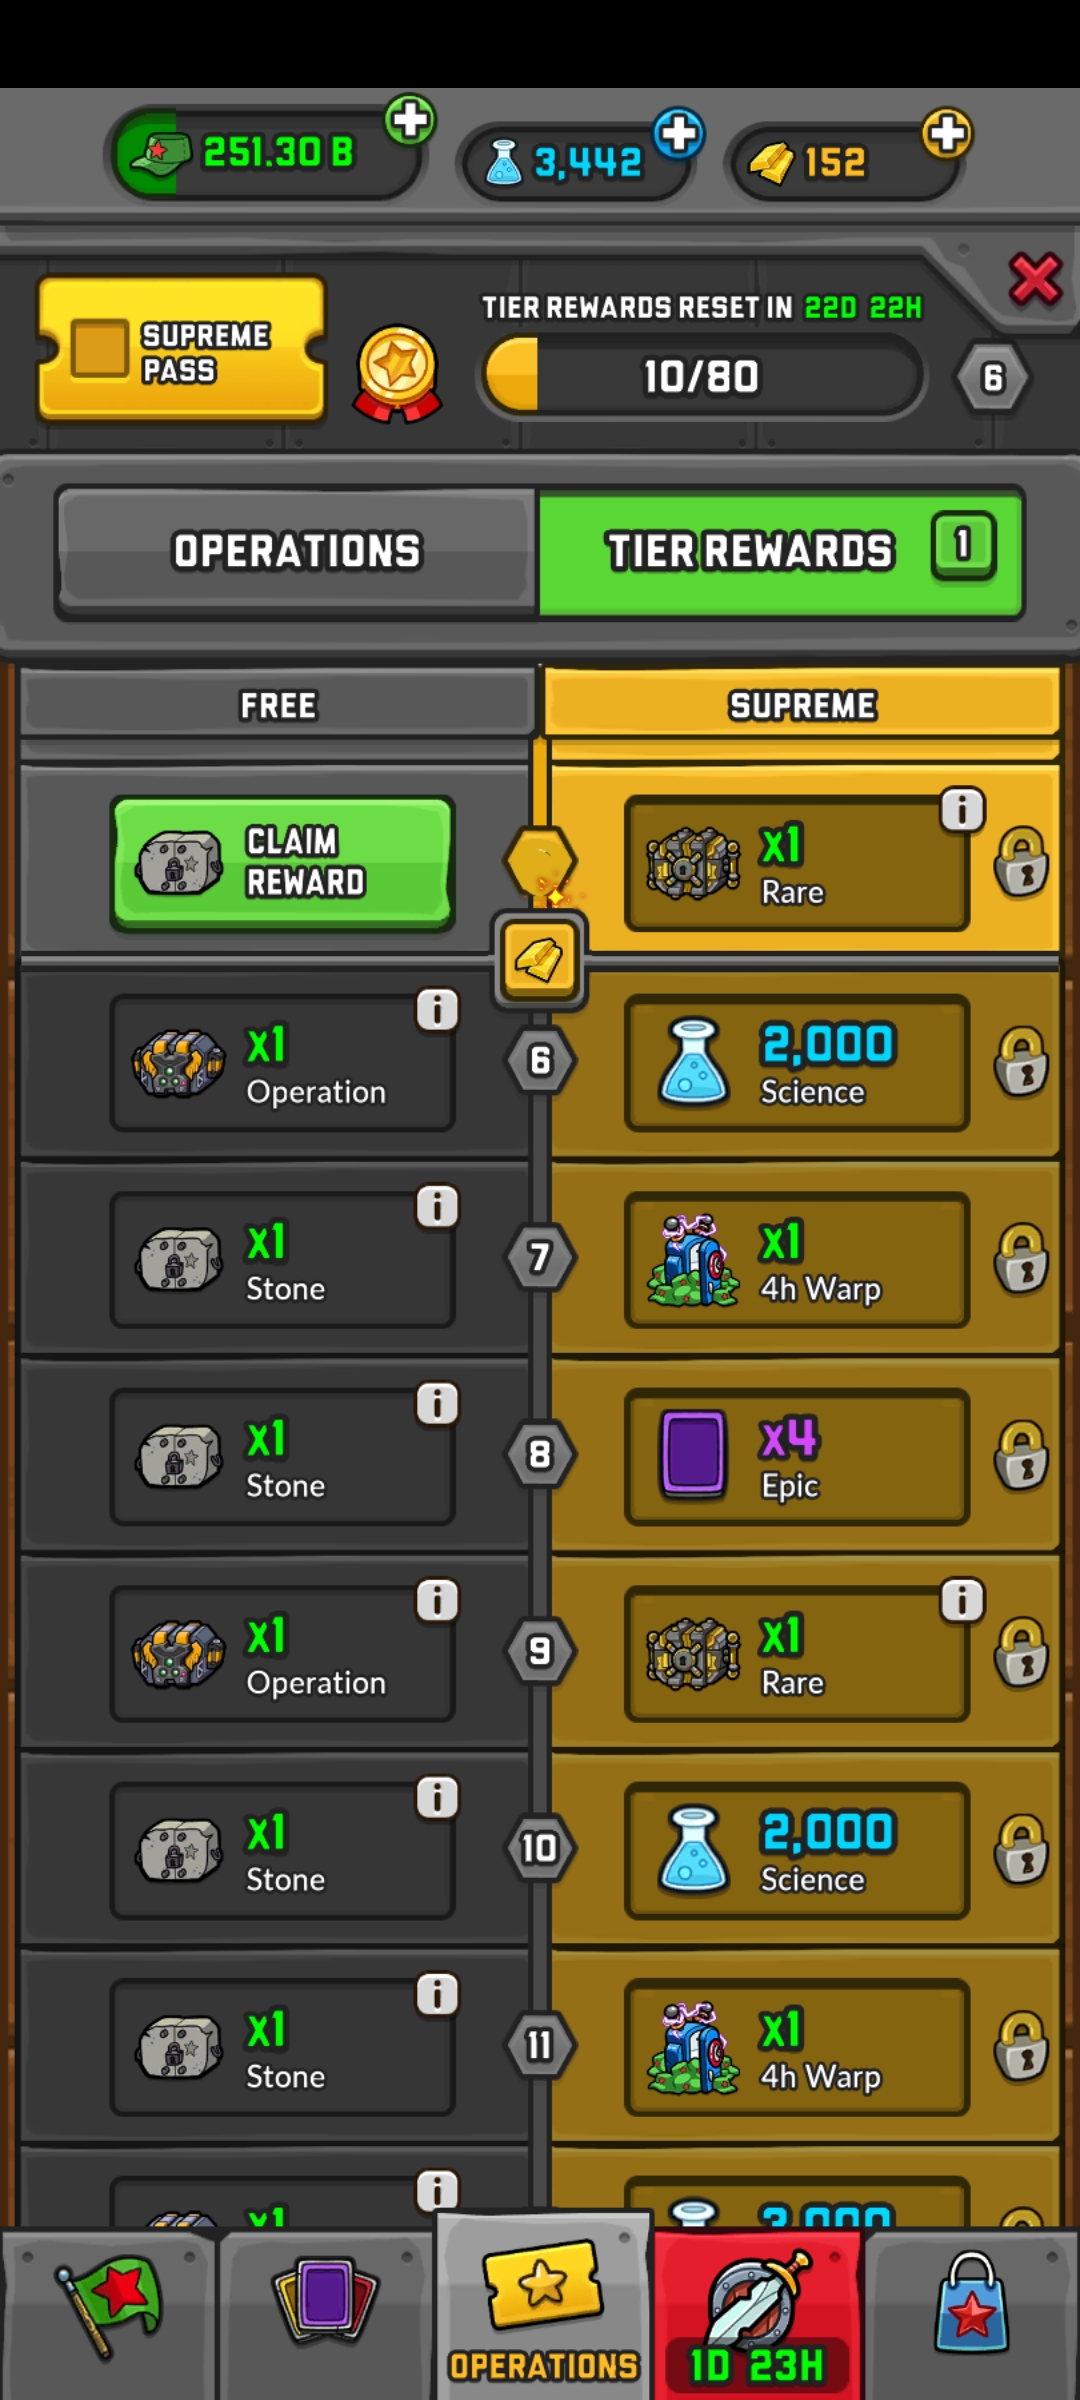 251.30 B
3,442
152
TIER REWARDS RESET IN 22D 22H
SUPREME
PASS
10/80
6
OPERATIONS
TIER REWARDS
1
FREE
SUPREME
CLAIM
REWARD
x1
Rare
x1
Operation
6
2,000
Science
x1
Stone
7
x1
4h Warp
x1
Stone
8
x4
Epic
x1
Operation
9
x1
Rare
x1
Stone
10
2,000
Science
x1
Stone
11
x1
4h Warp
x1
3,000
OPERATIONS
1D 23H